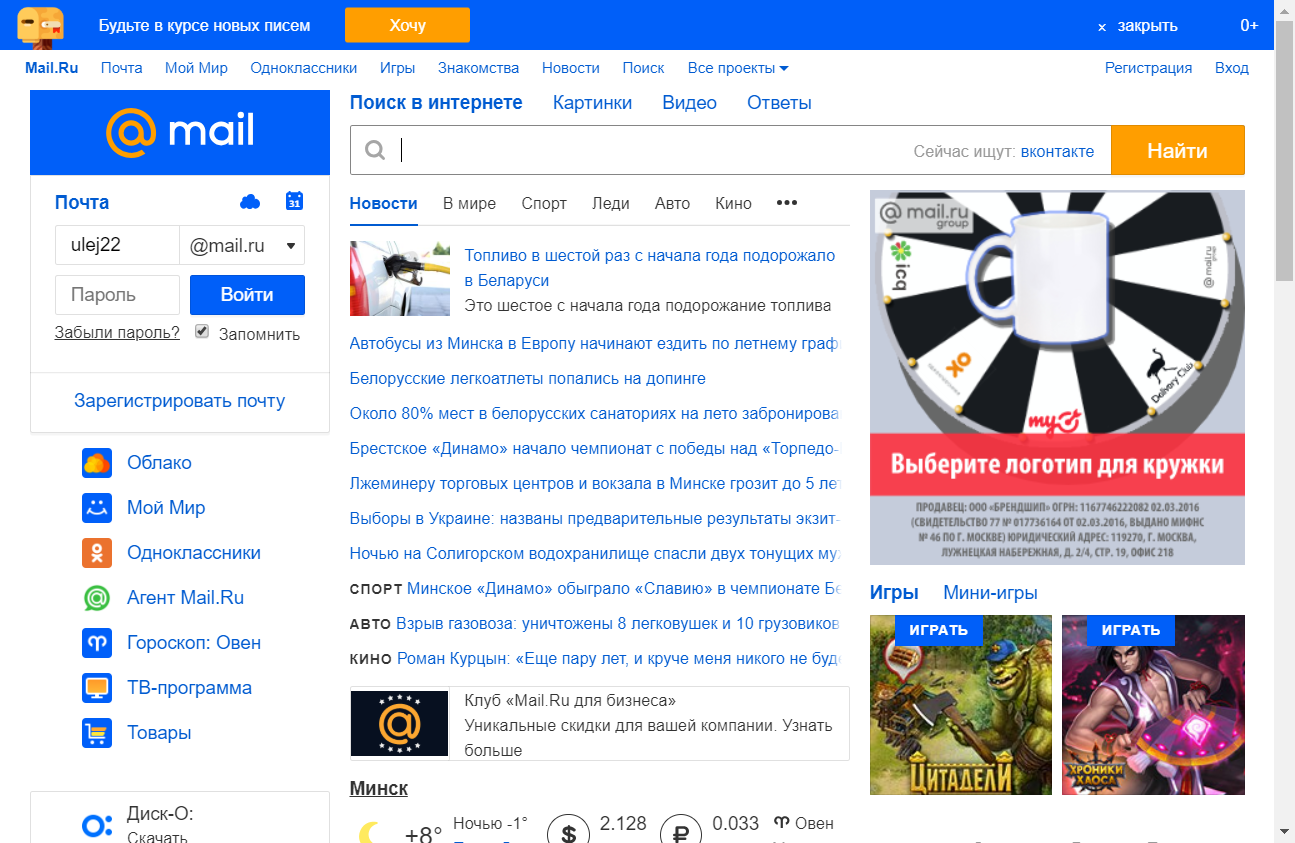 Будьте в курсе новых писем
Хочу
× закрыть
0+
Mail.Ru Почта Мой Мир Одноклассники Игры Знакомства Новости Поиск Все проекты
Регистрация Вход
@mail
Поиск в интернете Картинки Видео Ответы
Сейчас ищут: вконтакте
Найти
Почта
31
ulej22
@mail.ru
Пароль
Войти
Забыли пароль?
Запомнить
Зарегистрировать почту
Облако
Мой Мир
Одноклассники
Агент Mail.Ru
Гороскоп: Овен
ТВ-программа
Товары
Диск-О:
Скачать
Новости В мире Спорт Леди Авто Кино •••
Топливо в шестой раз с начала года подорожало
в Беларуси
Это шестое с начала года подорожание топлива
Автобусы из Минска в Европу начинают ездить по летнему граф
Белорусские легкоатлеты попались на допинге
Около 80% мест в белорусских санаториях на лето заброниров
Брестское «Динамо» начало чемпионат с победы над «Торпедо-
Лжеминеру торговых центров и вокзала в Минске грозит до 5 лет
Выборы в Украине: названы предварительные результаты экзит-
Ночью на Солигорском водохранилище спасли двух тонущих му
СПОРТ Минское «Динамо» обыграло «Славию» в чемпионате Бе
АВТО Взрыв газовоза: уничтожены 8 легковушек и 10 грузовиков
КИНО Роман Курцын: «Еще пару лет, и круче меня никого не буд
@
Клуб «Mail.Ru для бизнеса»
Уникальные скидки для вашей компании. Узнать
больше
Минск
+8°
Ночью -1°
$ 2.128
₽ 0.033
Овен
@mail.ru
group
icq
@mail.ru
ok
одноклассники
my
Delivery Club
Выберите логотип для кружки
ПРОДАВЕЦ: ООО «БРЕНДШИП» ОГРН: 1167746222082 02.03.2016
(СВИДЕТЕЛЬСТВО 77 № 017736164 ОТ 02.03.2016, ВЫДАНО МИФНС
№ 46 ПО Г. МОСКВЕ) ЮРИДИЧЕСКИЙ АДРЕС: 119270, Г. МОСКВА,
ЛУЖНЕЦКАЯ НАБЕРЕЖНАЯ, Д. 2/4, СТР. 19, ОФИС 218
Игры Мини-игры
ИГРАТЬ
ЦИТАДЕЛИ
ИГРАТЬ
ХРОНИКИ
ХАОСА